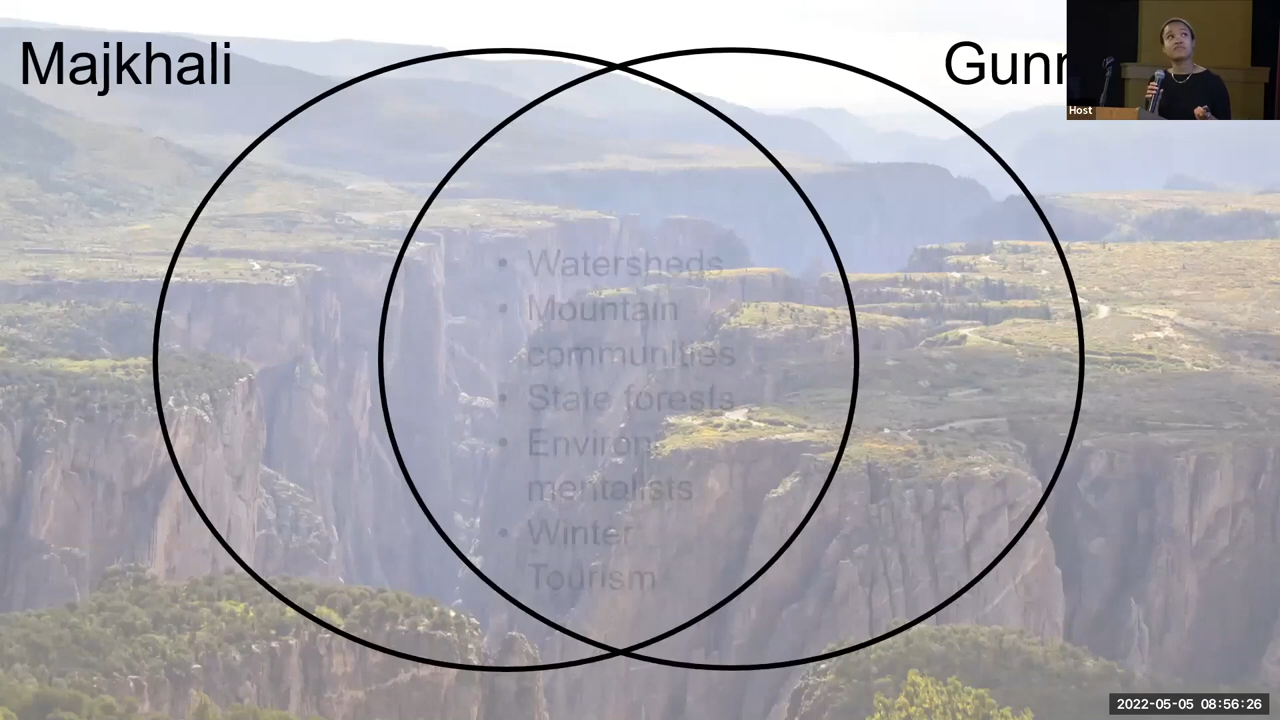 Majkhali
Gunn
Host
• Watersheds
• Mountain
communities
• State forests
• Environ
mentalists
• Winter
Tourism
2022-05-05 08:56:26